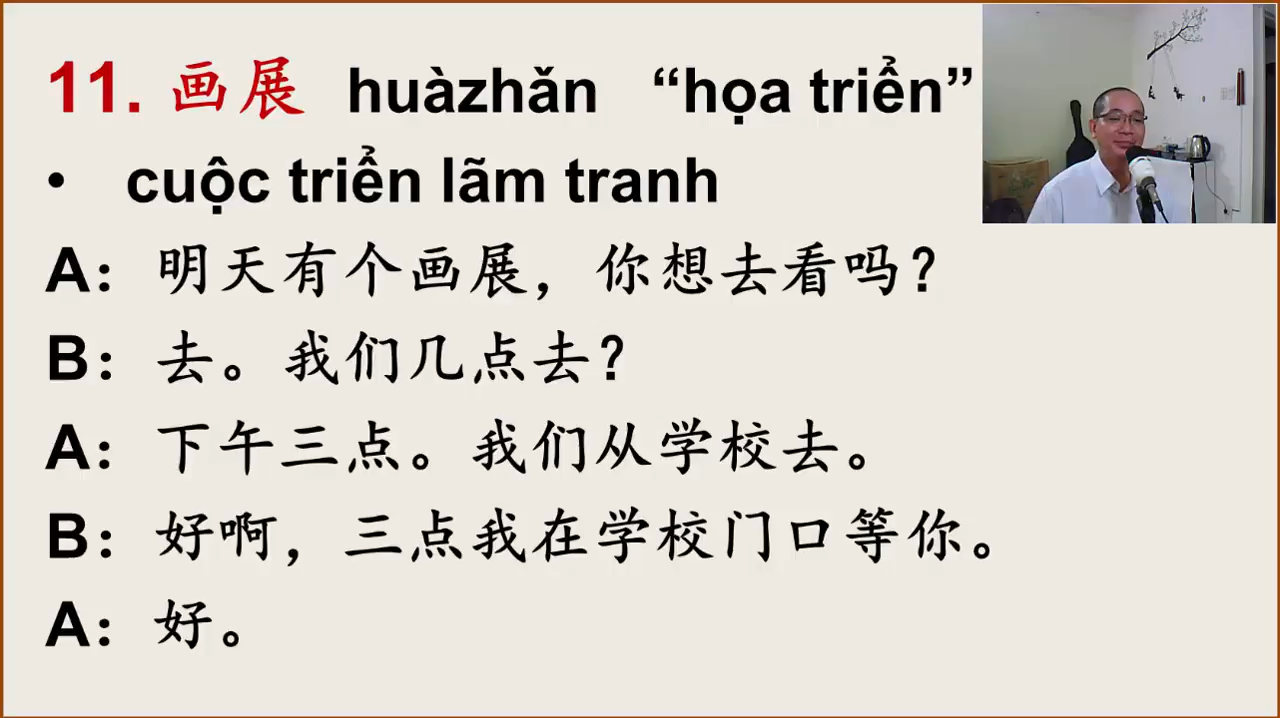 11. 画展 huàzhǎn “họa triển”
• cuộc triển lãm tranh
A：明天有个画展，你想去看吗？
B：去。我们几点去？
A：下午三点。我们从学校去。
B：好啊，三点我在学校门口等你。
A：好。